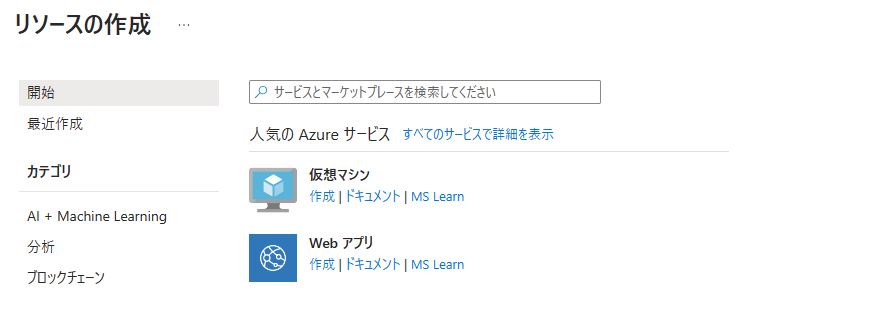 リソースの作成 ...
開始
最近作成
カテゴリ
AI + Machine Learning
分析
ブロックチェーン
サービスとマーケットプレースを検索してください
人気の Azure サービス すべてのサービスで詳細を表示
仮想マシン
作成 | ドキュメント | MS Learn
Web アプリ
作成 | ドキュメント | MS Learn